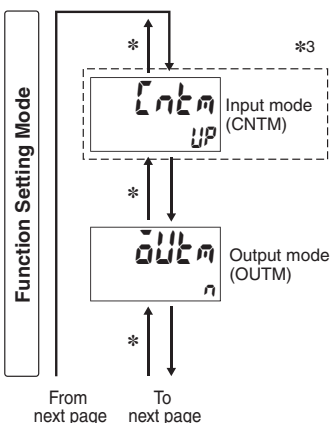 Function Setting Mode
*
*3
Cntm
UP
Input mode
(CNTM)
*
oUtm
n
Output mode
(OUTM)
*
From
next page
To
next page